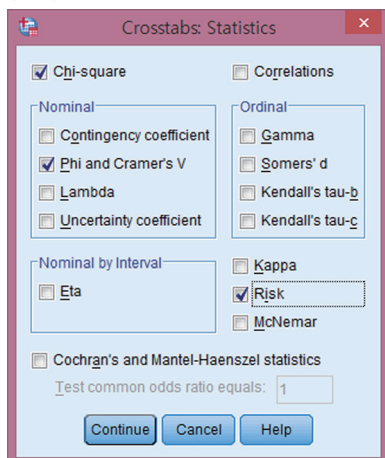 Crosstabs: Statistics
Chi-square
Correlations
Nominal
Contingency coefficient
Phi and Cramer's V
Lambda
Uncertainty coefficient
Ordinal
Gamma
Somers' d
Kendall's tau-b
Kendall's tau-c
Nominal by Interval
Eta
Kappa
Risk
McNemar
Cochran's and Mantel-Haenszel statistics
Test common odds ratio equals: 1
Continue Cancel Help